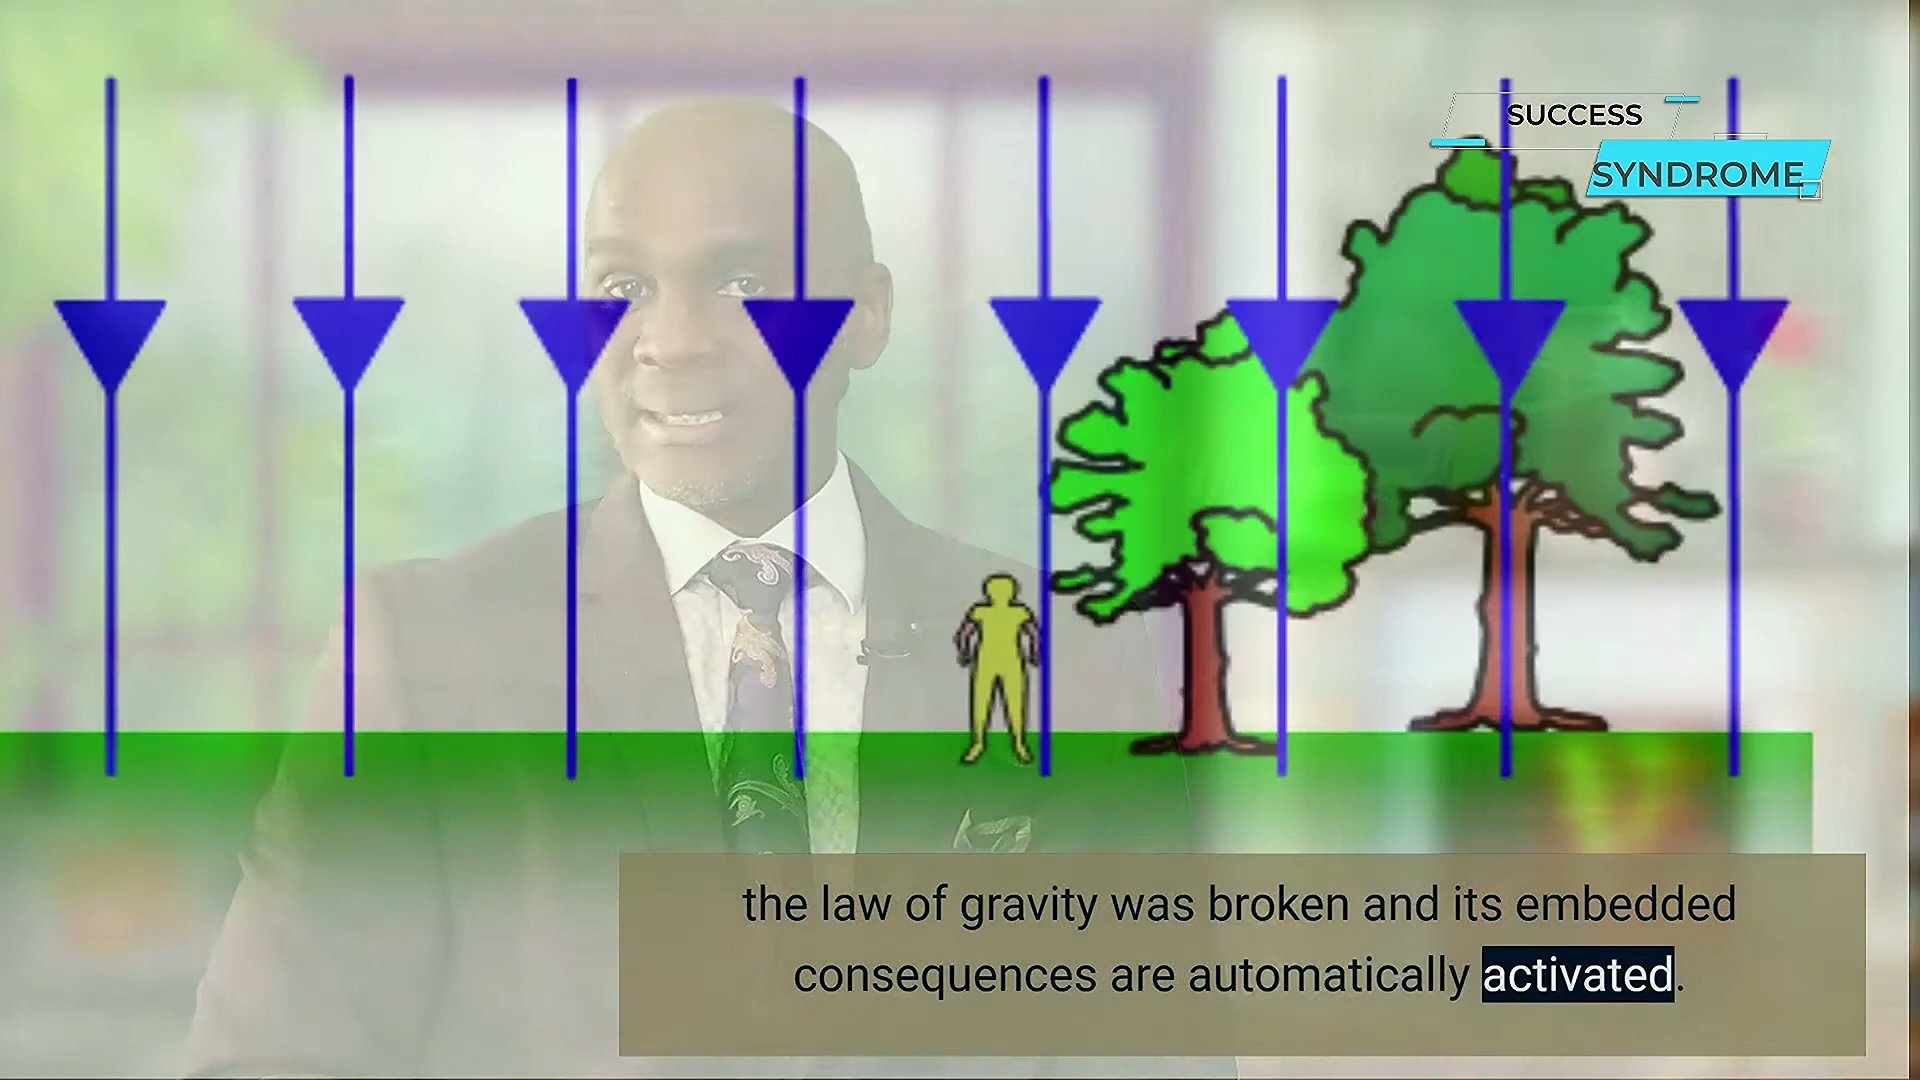 SUCCESS
SYNDROME
the law of gravity was broken and its embedded
consequences are automatically activated.